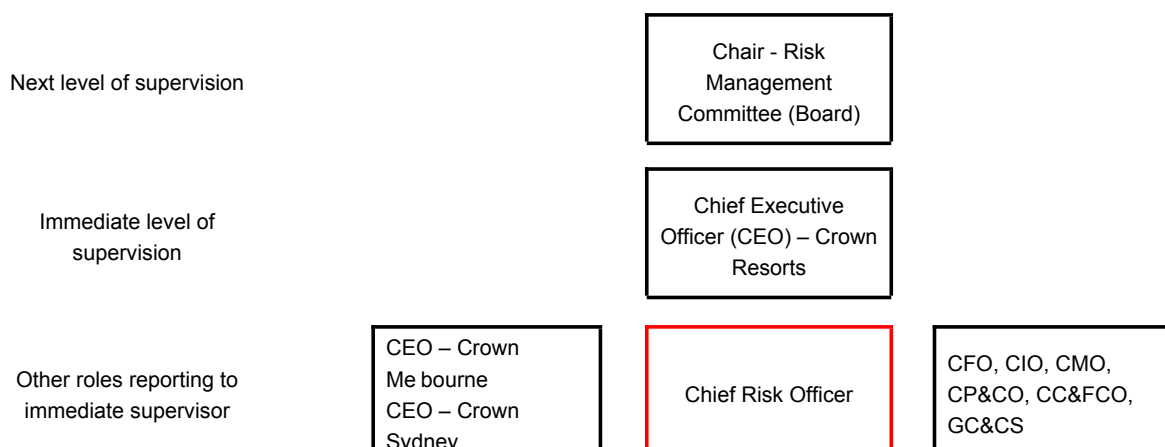 Next level of supervision
Chair - Risk
Management
Committee (Board)
Immediate level of
supervision
Chief Executive
Officer (CEO) – Crown
Resorts
Other roles reporting to
immediate supervisor
CEO – Crown
Me bourne
CEO – Crown
Sydney
Chief Risk Officer
CFO, CIO, CMO,
CP&CO, CC&FCO,
GC&CS